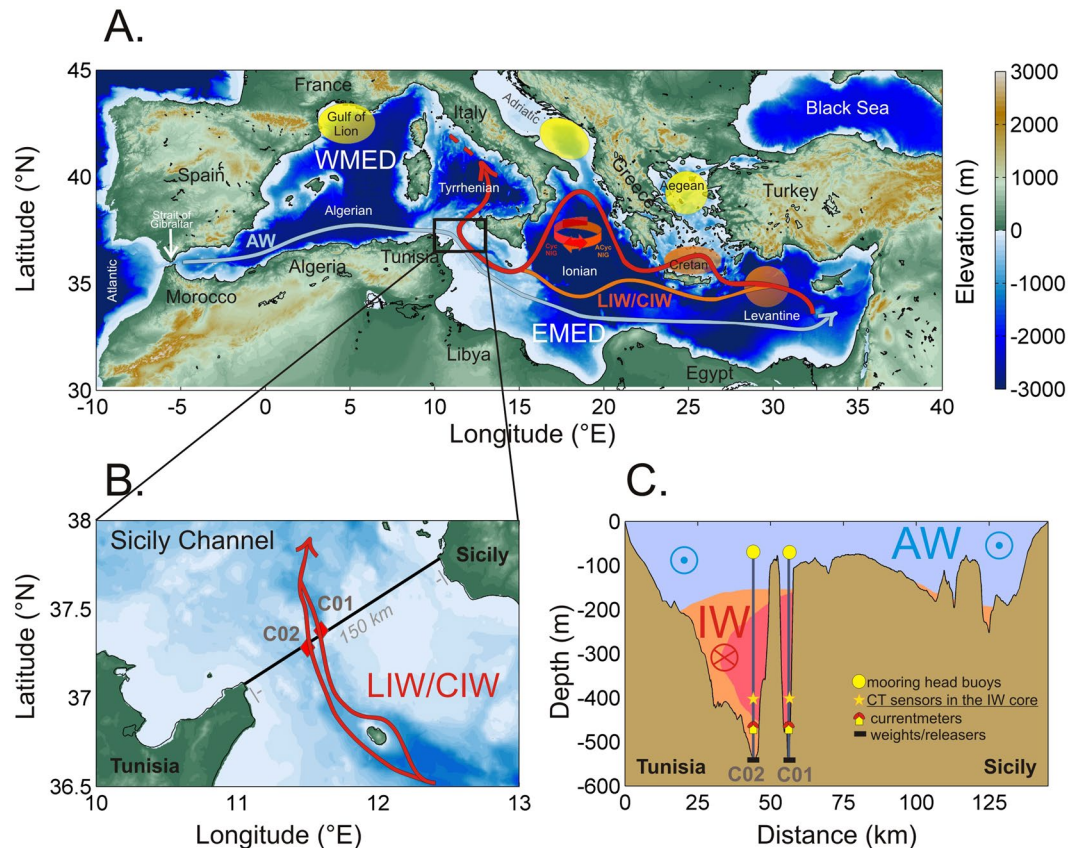 A.
45
40
35
30
Latitude (°N)
France
Gulf of
Lion
WMED
Italy
Adriatic
Black Sea
Spain
Tyrrhenian
Greece
Aegean
Turkey
Strait of
Gibraltar
Algerian
AW
Tunisia
Cyc
NIG
ACyc
NIG
Atlantic
Algeria
Ionian
Cretan
Morocco
LIW/CIW
Levantine
EMED
Libya
Egypt
-10
-5
0
5
10
15
20
25
30
35
40
Longitude (°E)
3000
2000
1000
0
-1000
-2000
-3000
Elevation (m)
B.
38
37.5
37
36.5
Latitude (°N)
Sicily Channel
Sicily
C01
150 km
C02
LIW/CIW
Tunisia
10
11
12
13
Longitude (°E)
C.
0
-100
-200
-300
-400
-500
-600
Depth (m)
AW
IW
mooring head buoys
CT sensors in the IW core
currentmeters
weights/releasers
Tunisia
C02
C01
Sicily
0
25
50
75
100
125
Distance (km)